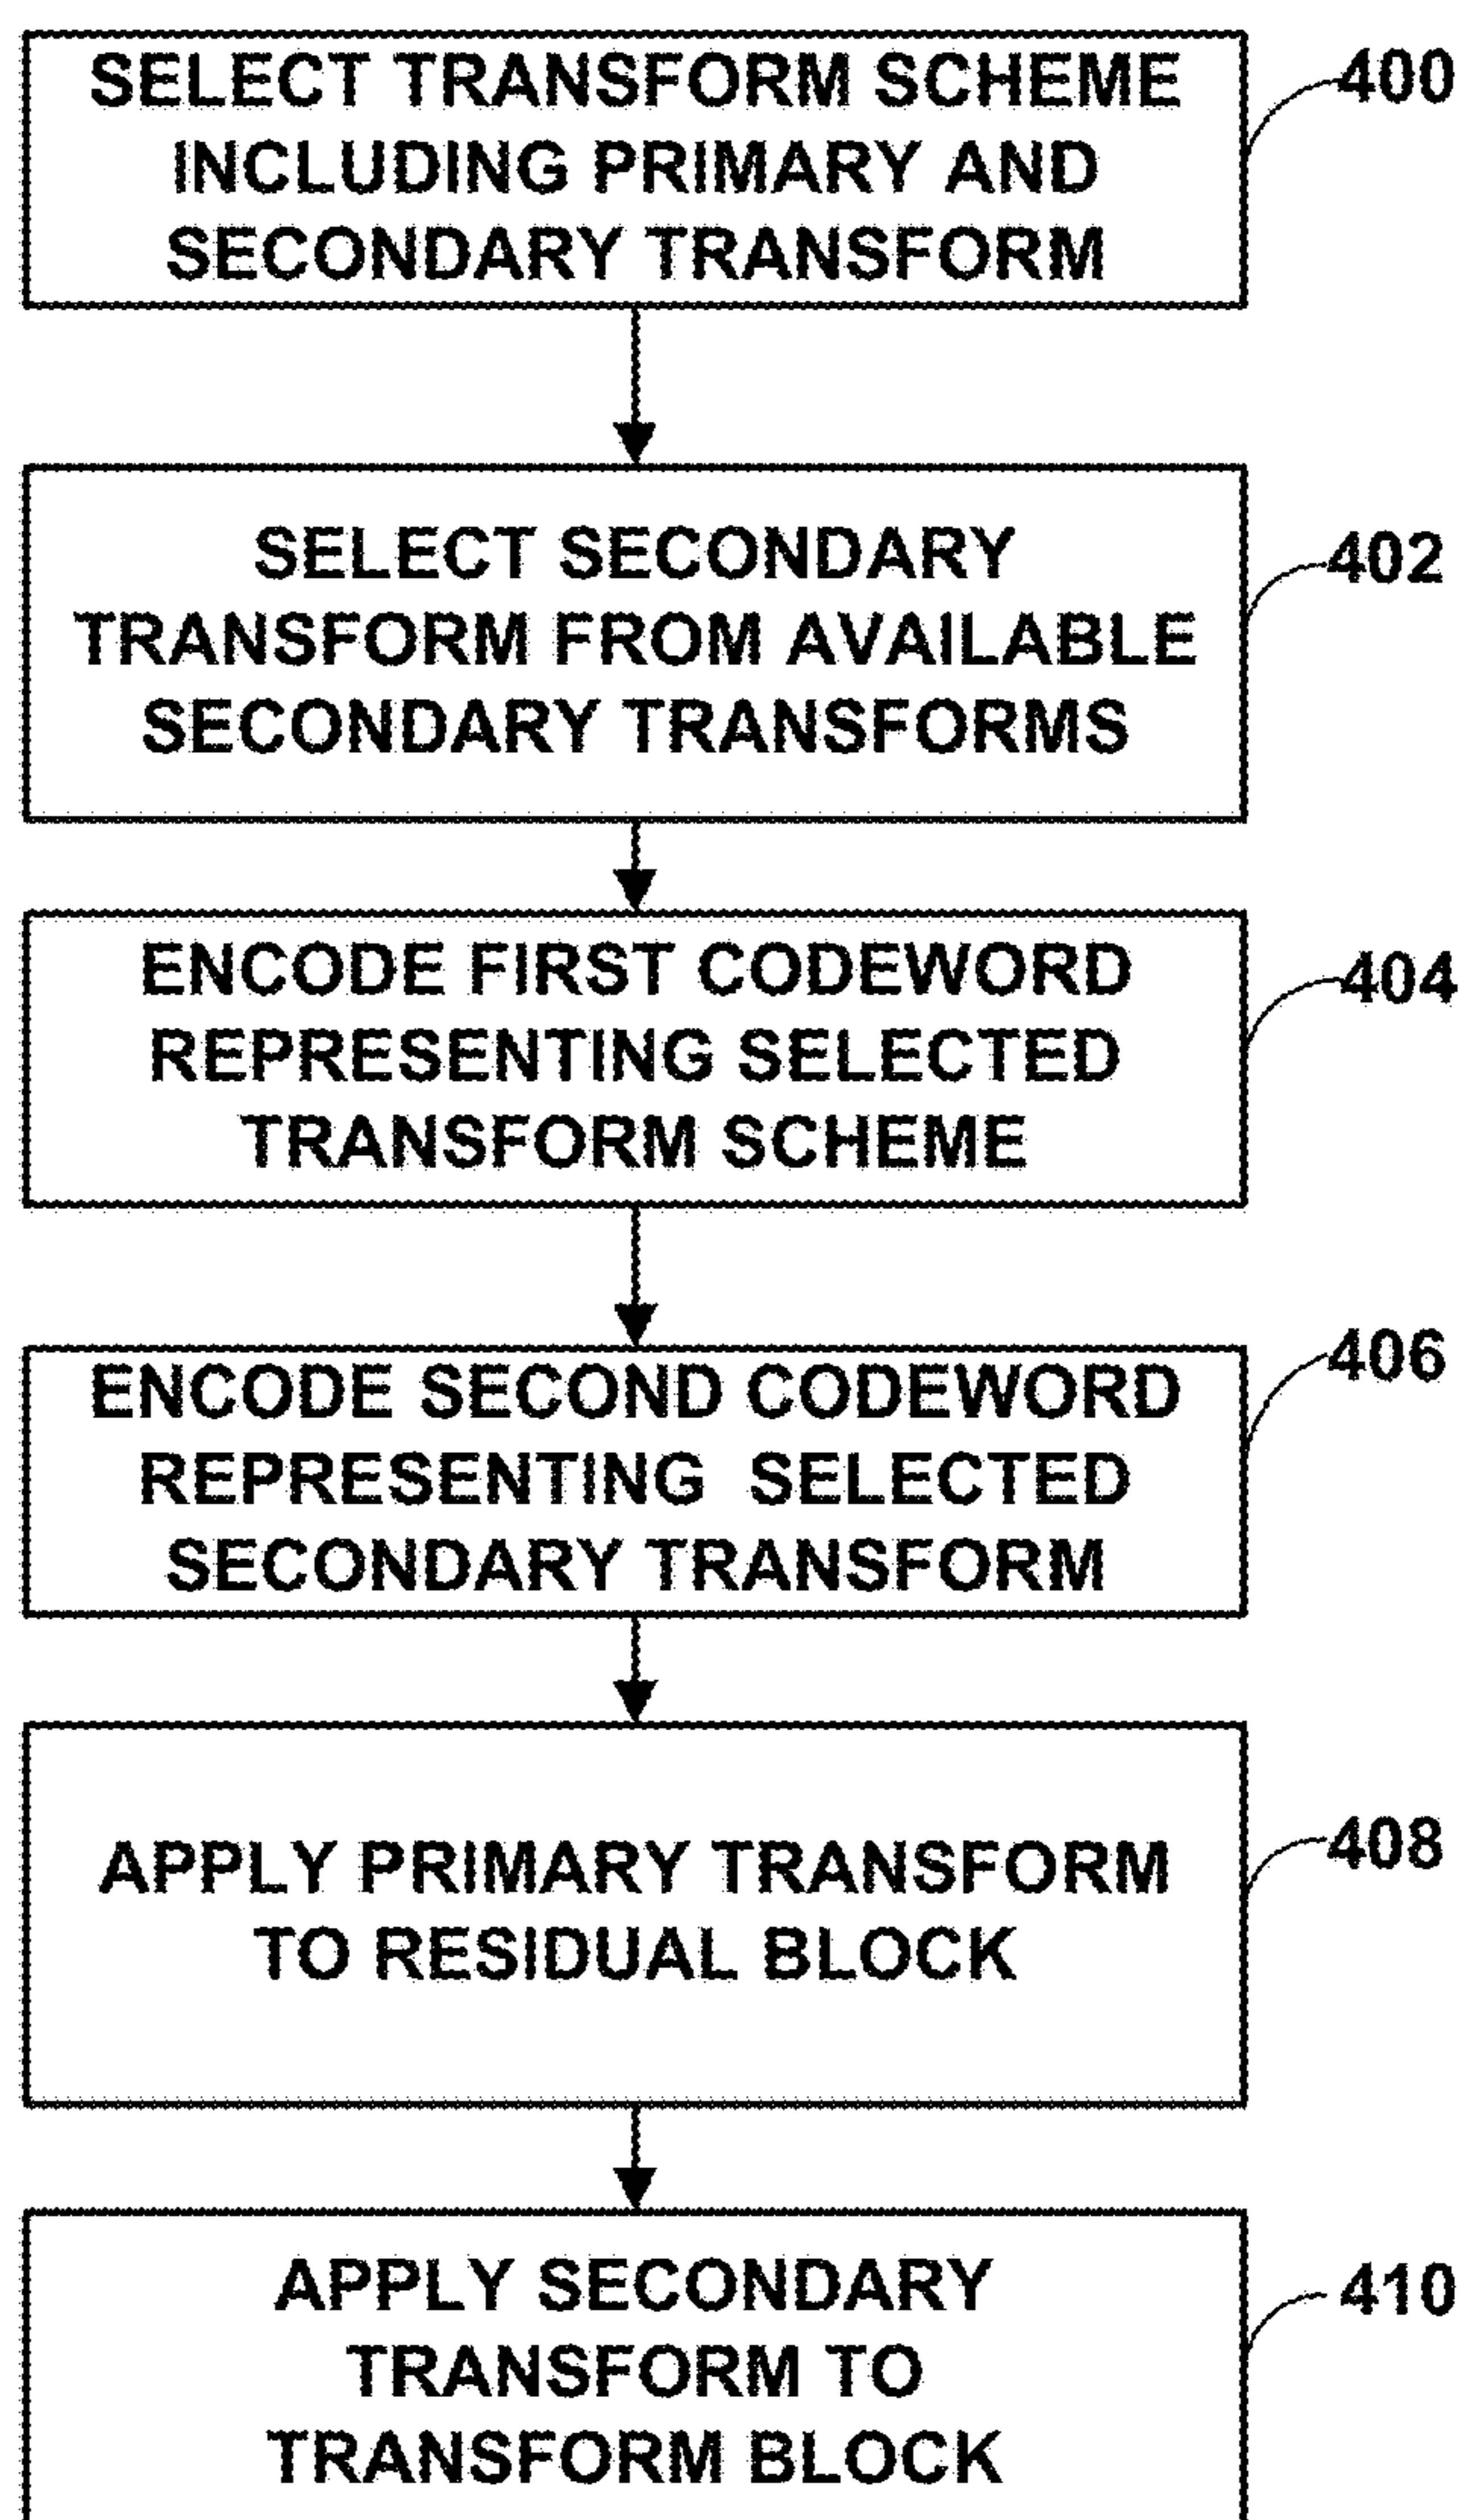 SELECT TRANSFORM SCHEME
INCLUDING PRIMARY AND
SECONDARY TRANSFORM
400
SELECT SECONDARY
TRANSFORM FROM AVAILABLE
SECONDARY TRANSFORMS
402
ENCODE FIRST CODEWORD
REPRESENTING SELECTED
TRANSFORM SCHEME
404
ENCODE SECOND CODEWORD
REPRESENTING SELECTED
SECONDARY TRANSFORM
406
APPLY PRIMARY TRANSFORM
TO RESIDUAL BLOCK
408
APPLY SECONDARY
TRANSFORM TO
TRANSFORM BLOCK
410